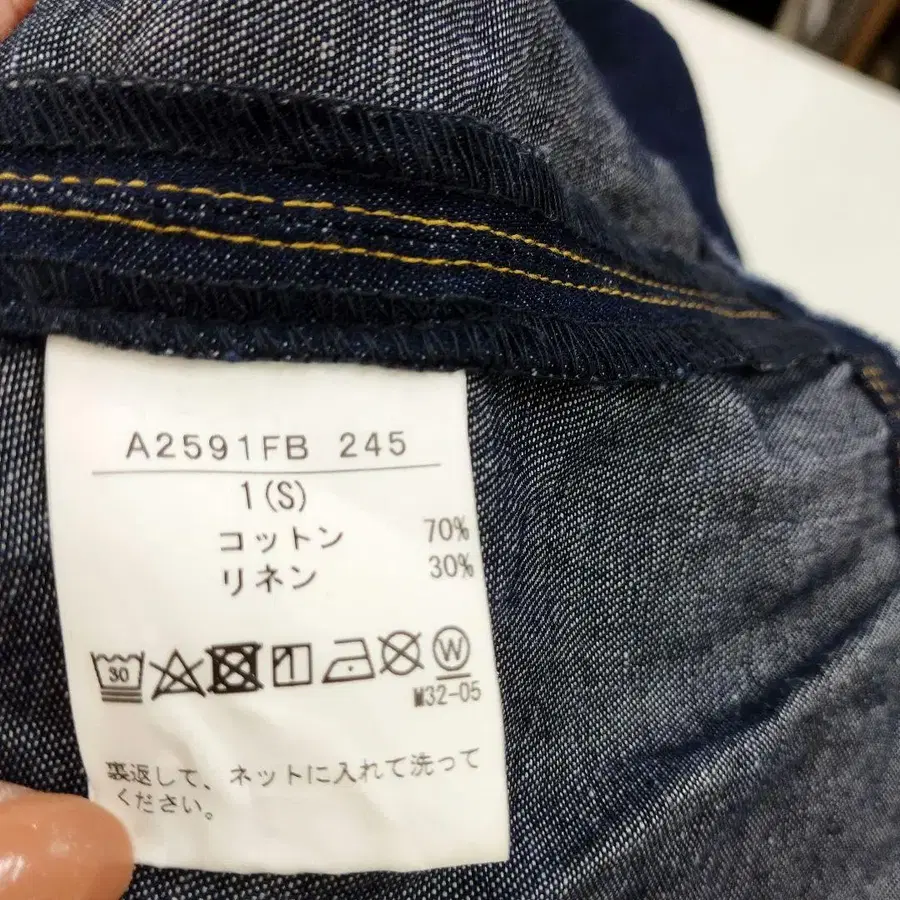 A2591FB 245
1(S)
コットン 70%
リネン 30%
30
W
M32-05
裏返して、ネットに入れて洗って
ください。